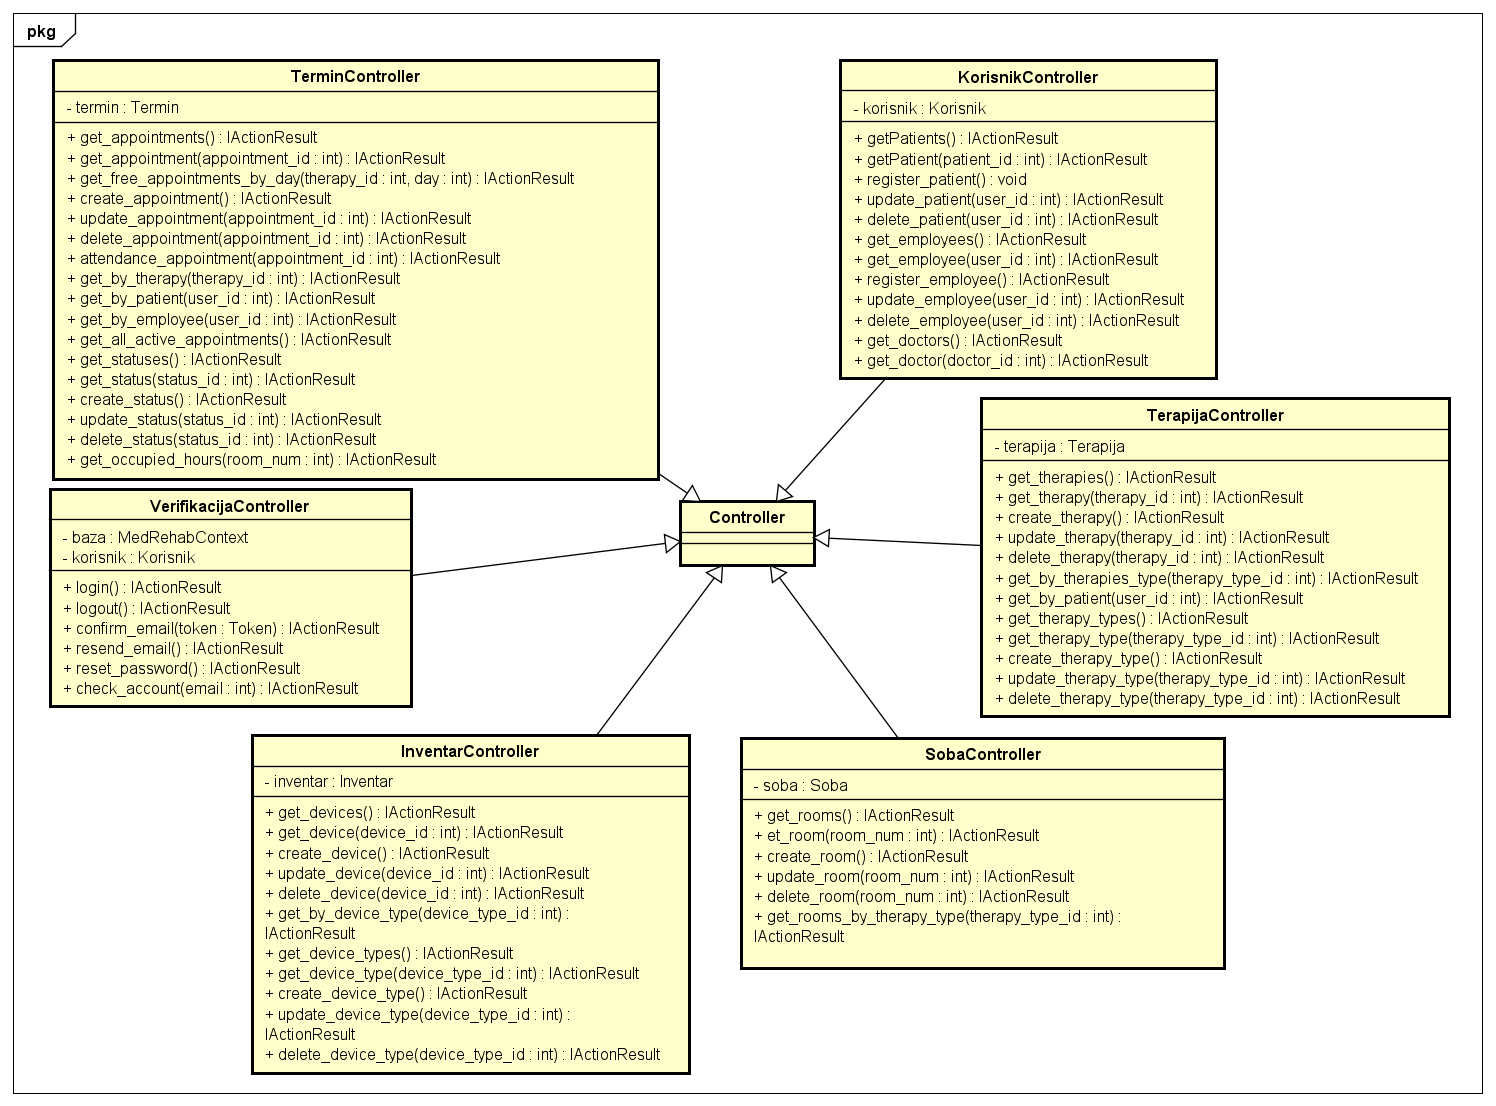 pkg
TerminController
- termin : Termin
+ get_appointments() : IActionResult
+ get_appointment(appointment_id : int) : IActionResult
+ get_free_appointments_by_day(therapy_id : int, day : int) : IActionResult
+ create_appointment() : IActionResult
+ update_appointment(appointment_id : int) : IActionResult
+ delete_appointment(appointment_id : int) : IActionResult
+ attendance_appointment(appointment_id : int) : IActionResult
+ get_by_therapy(therapy_id : int) : IActionResult
+ get_by_patient(user_id : int) : IActionResult
+ get_by_employee(user_id : int) : IActionResult
+ get_all_active_appointments() : IActionResult
+ get_statuses() : IActionResult
+ get_status(status_id : int) : IActionResult
+ create_status() : IActionResult
+ update_status(status_id : int) : IActionResult
+ delete_status(status_id : int) : IActionResult
+ get_occupied_hours(room_num : int) : IActionResult
KorisnikController
- korisnik : Korisnik
+ getPatients() : IActionResult
+ getPatient(patient_id : int) : IActionResult
+ register_patient() : void
+ update_patient(user_id : int) : IActionResult
+ delete_patient(user_id : int) : IActionResult
+ get_employees() : IActionResult
+ get_employee(user_id : int) : IActionResult
+ register_employee() : IActionResult
+ update_employee(user_id : int) : IActionResult
+ delete_employee(user_id : int) : IActionResult
+ get_doctors() : IActionResult
+ get_doctor(doctor_id : int) : IActionResult
TerapijaController
- terapija : Terapija
+ get_therapies() : IActionResult
+ get_therapy(therapy_id : int) : IActionResult
+ create_therapy() : IActionResult
+ update_therapy(therapy_id : int) : IActionResult
+ delete_therapy(therapy_id : int) : IActionResult
+ get_by_therapies_type(therapy_type_id : int) : IActionResult
+ get_by_patient(user_id : int) : IActionResult
+ get_therapy_types() : IActionResult
+ get_therapy_type(therapy_type_id : int) : IActionResult
+ create_therapy_type() : IActionResult
+ update_therapy_type(therapy_type_id : int) : IActionResult
+ delete_therapy_type(therapy_type_id : int) : IActionResult
Controller
VerifikacijaController
- baza : MedRehabContext
- korisnik : Korisnik
+ login() : IActionResult
+ logout() : IActionResult
+ confirm_email(token : Token) : IActionResult
+ resend_email() : IActionResult
+ reset_password() : IActionResult
+ check_account(email : int) : IActionResult
InventarController
- inventar : Inventar
+ get_devices() : IActionResult
+ get_device(device_id : int) : IActionResult
+ create_device() : IActionResult
+ update_device(device_id : int) : IActionResult
+ delete_device(device_id : int) : IActionResult
+ get_by_device_type(device_type_id : int) :
IActionResult
+ get_device_types() : IActionResult
+ get_device_type(device_type_id : int) : IActionResult
+ create_device_type() : IActionResult
+ update_device_type(device_type_id : int) :
IActionResult
+ delete_device_type(device_type_id : int) : IActionResult
SobaController
- soba : Soba
+ get_rooms() : IActionResult
+ et_room(room_num : int) : IActionResult
+ create_room() : IActionResult
+ update_room(room_num : int) : IActionResult
+ delete_room(room_num : int) : IActionResult
+ get_rooms_by_therapy_type(therapy_type_id : int) :
IActionResult